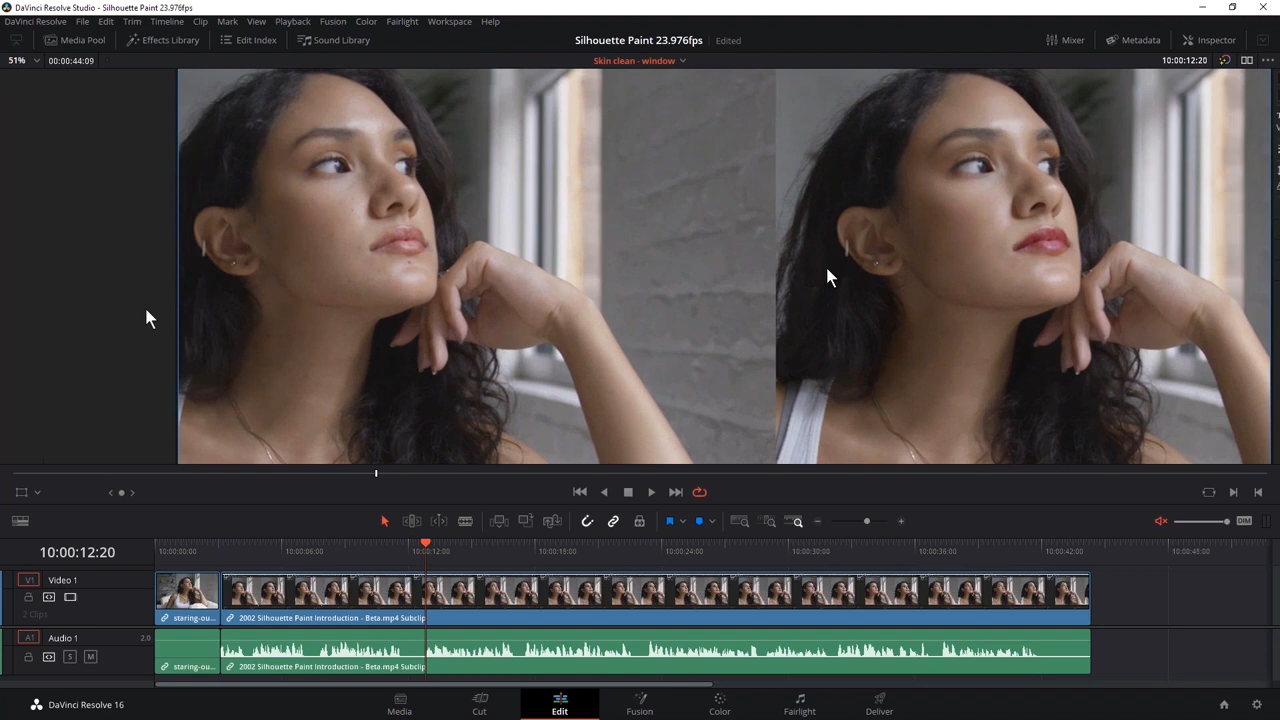 DaVinci Resolve Studio - Silhouette Paint 23.976fps
DaVinci Resolve File Edit Trim Timeline Clip Mark View Playback Fusion Color Fairlight Workspace Help
Media Pool Effects Library Edit Index Sound Library Silhouette Paint 23.976fps Edited Mixer Metadata Inspector
51% 00:00:44:09 Skin clean - window 10:00:12:20
DIM
10:00:12:20 10:00:00:00 10:00:06:00 10:00:12:00 10:00:18:00 10:00:24:00 10:00:30:00 10:00:36:00 10:00:42:00 10:00:48:00
V1 Video 1
2 Clips
staring-ou... 2002 Silhouette Paint Introduction - Beta.mp4 Subclip
A1 Audio 1 2.0
S M
staring-ou... 2002 Silhouette Paint Introduction - Beta.mp4 Subclip
DaVinci Resolve 16 Media Cut Edit Fusion Color Fairlight Deliver